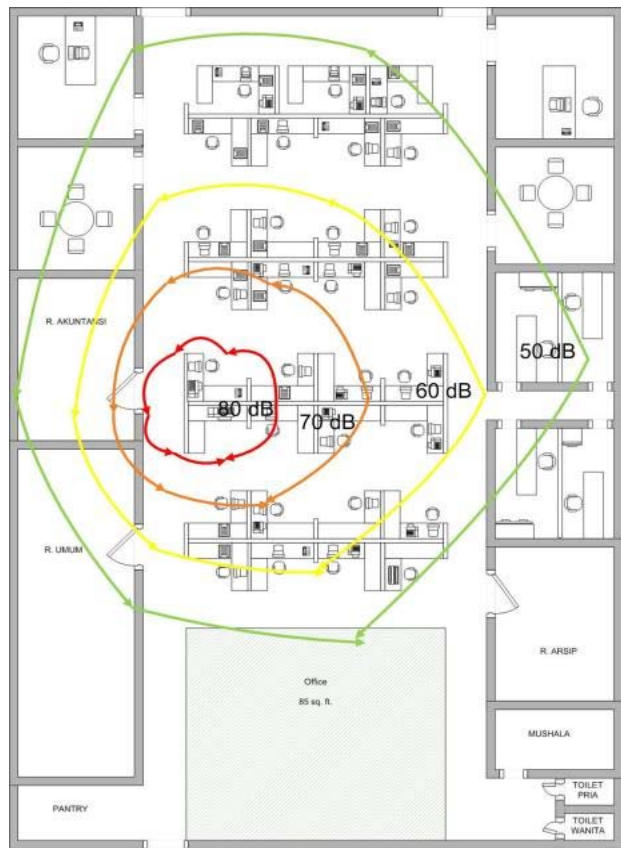 R. AKUNTANSI
50 dB
60 dB
80 dB
70 dB
R. UMUM
R. ARSIP
Office
85 sq. ft.
MUSHALA
TOILET
PRIA
PANTRY
TOILET
WANITA